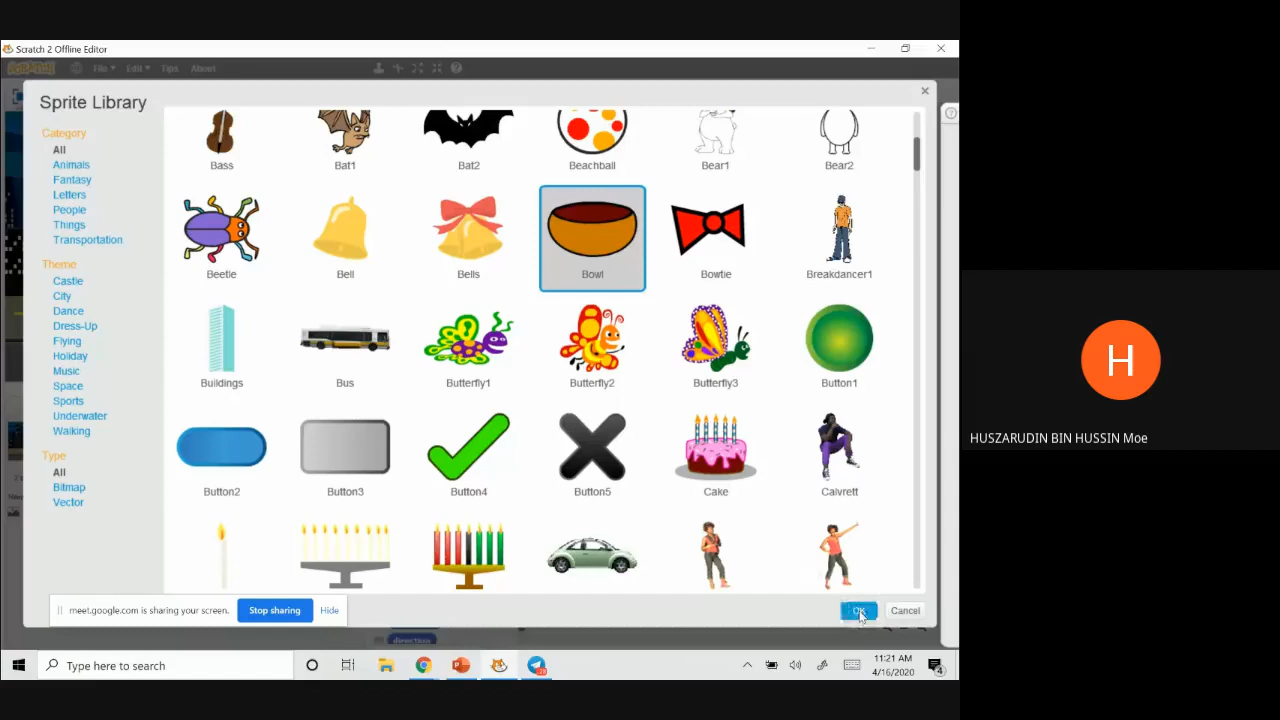 Scratch 2 Offline Editor
SCRATCH File Edit Tips About
Sprite Library
Category
All
Animals
Fantasy
Letters
People
Things
Transportation
Theme
Castle
City
Dance
Dress-Up
Flying
Holiday
Music
Space
Sports
Underwater
Walking
Type
All
Bitmap
Vector
Bass Bat1 Bat2 Beachball Bear1 Bear2
Beetle Bell Bells Bowl Bowtie Breakdancer1
Buildings Bus Butterfly1 Butterfly2 Butterfly3 Button1
Button2 Button3 Button4 Button5 Cake Calvrett
meet.google.com is sharing your screen. Stop sharing Hide
OK Cancel
direction
Type here to search
11:21 AM
4/16/2020
4
H
HUSZARUDIN BIN HUSSIN Moe